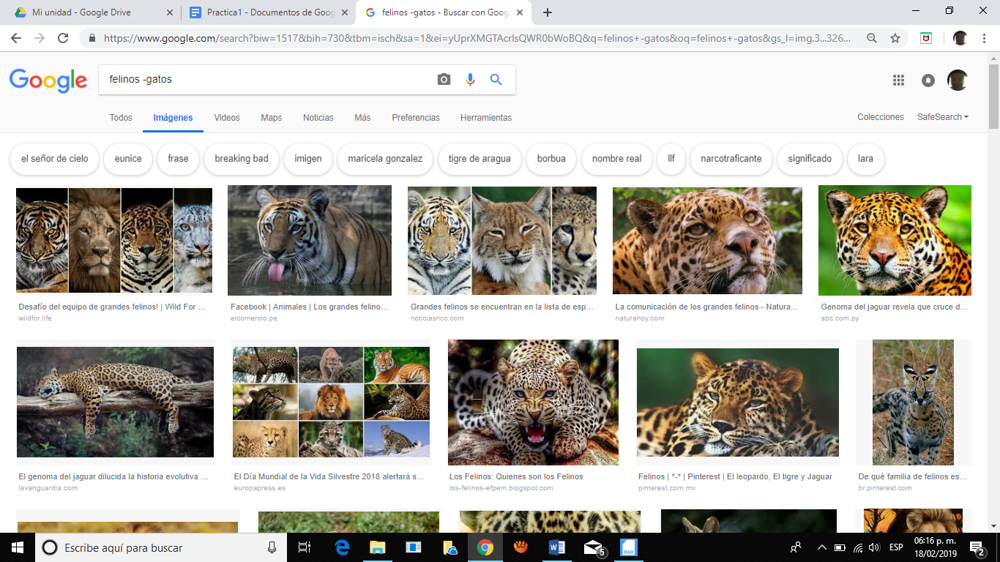 Mi unidad - Google Drive
Practica1 - Documentos de Goog
felinos -gatos - Buscar con Goog
https://www.google.com/search?biw=1517&bih=730&tbm=isch&sa=1&ei=yUprXMGTAcrIsQWR0bWoBQ&q=felinos+-gatos&oq=felinos+-gatos&gs_l=img.3...326...
Google
felinos -gatos
Todos Imágenes Videos Maps Noticias Más Preferencias Herramientas Colecciones SafeSearch
el señor de cielo eunice frase breaking bad imigen maricela gonzalez tigre de aragua borbua nombre real llf narcotraficante significado lara
Desafío del equipo de grandes felinos! | Wild For ...
wildfor.life
Facebook | Animales | Los grandes felino...
elcomercio.pe
Grandes felinos se encuentran en la lista de esp...
noticiasncc.com
La comunicación de los grandes felinos - Natura...
naturahoy.com
Genoma del jaguar revela que cruce d...
abc.com.py
El genoma del jaguar dilucida la historia evolutiva ...
lavanguardia.com
El Día Mundial de la Vida Silvestre 2018 alertará s...
europapress.es
Los Felinos: Quienes son los Felinos
los-felinos-efpem.blogspot.com
Felinos | *-* | Pinterest | El leopardo, El tigre y Jaguar
pinterest.com.mx
De qué familia de felinos es...
br.pinterest.com
Escribe aquí para buscar
5
RAR
ESP
06:16 p. m.
18/02/2019
2